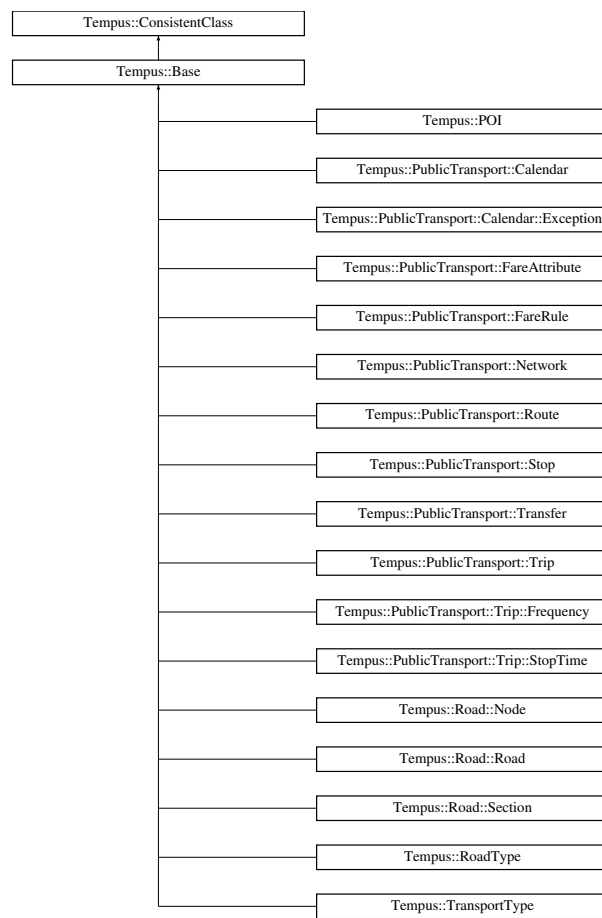 Tempus::ConsistentClass
Tempus::Base
Tempus::POI
Tempus::PublicTransport::Calendar
Tempus::PublicTransport::Calendar::Exception
Tempus::PublicTransport::FareAttribute
Tempus::PublicTransport::FareRule
Tempus::PublicTransport::Network
Tempus::PublicTransport::Route
Tempus::PublicTransport::Stop
Tempus::PublicTransport::Transfer
Tempus::PublicTransport::Trip
Tempus::PublicTransport::Trip::Frequency
Tempus::PublicTransport::Trip::StopTime
Tempus::Road::Node
Tempus::Road::Road
Tempus::Road::Section
Tempus::RoadType
Tempus::TransportType